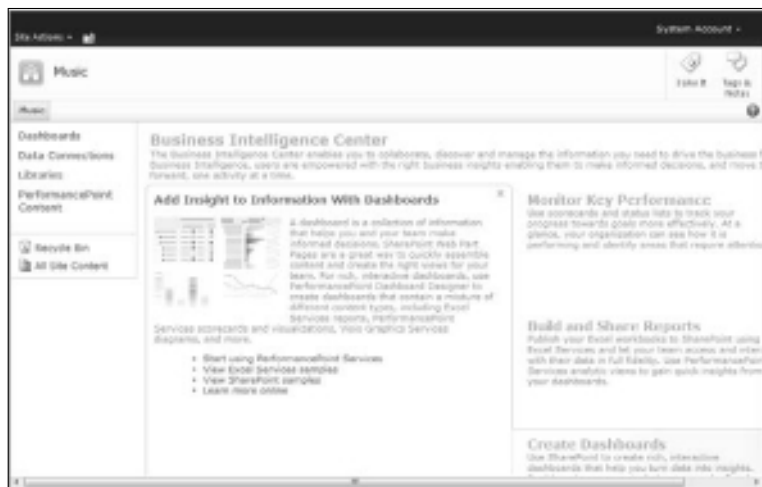 Site Actions
System Account
Music
I Like It
Tags &
Notes
Music
Dashboards
Data Connections
Libraries
PerformancePoint
Content
Recycle Bin
All Site Content
Business Intelligence Center
The Business Intelligence Center enables you to collaborate, discover and manage the information you need to drive the business
Business Intelligence, users are empowered with the right business insights enabling them to make informed decisions, and move
forward, one activity at a time.
Add Insight to Information With Dashboards
A dashboard is a collection of information
that helps you and your team make
informed decisions. SharePoint Web Part
Pages are a great way to quickly assemble
content and create the right views for your
team. For rich, interactive dashboards, use
PerformancePoint Dashboard Designer to
create dashboards that contain a mixture of
different content types, including Excel
Services reports, PerformancePoint
Services scorecards and visualizations, Visio Graphics Services
diagrams, and more.
• Start using PerformancePoint Services
• View Excel Services samples
• View SharePoint samples
• Learn more online
Monitor Key Performance
Use scorecards and status lists to track your
progress towards goals more effectively. At a
glance, your organization can see how it is
performing and identify areas that require attention
Build and Share Reports
Publish your Excel workbooks to SharePoint using
Excel Services and let your team access and inter
with their data in full fidelity. Use PerformancePoin
Services analytic views to gain quick insights from
your dashboards.
Create Dashboards
Use SharePoint to create rich, interactive
dashboards that help you turn data into insights.